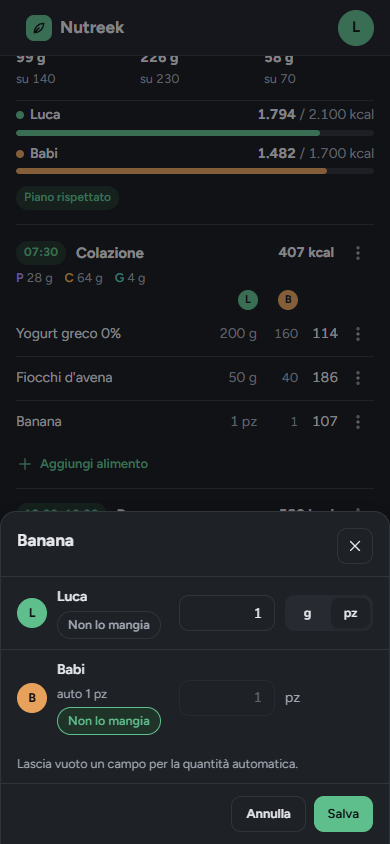 Nutreek
L
99 g 226 g 58 g
su 140 su 230 su 70
Luca 1.794 / 2.100 kcal
Babi 1.482 / 1.700 kcal
Piano rispettato
07:30 Colazione 407 kcal
P 28 g C 64 g G 4 g
L B
Yogurt greco 0% 200 g 160 114
Fiocchi d'avena 50 g 40 186
Banana 1 pz 1 107
Aggiungi alimento
Banana
Luca
L 1 g pz
Non lo mangia
Babi
auto 1 pz
B 1 pz
Non lo mangia
Lascia vuoto un campo per la quantità automatica.
Annulla Salva